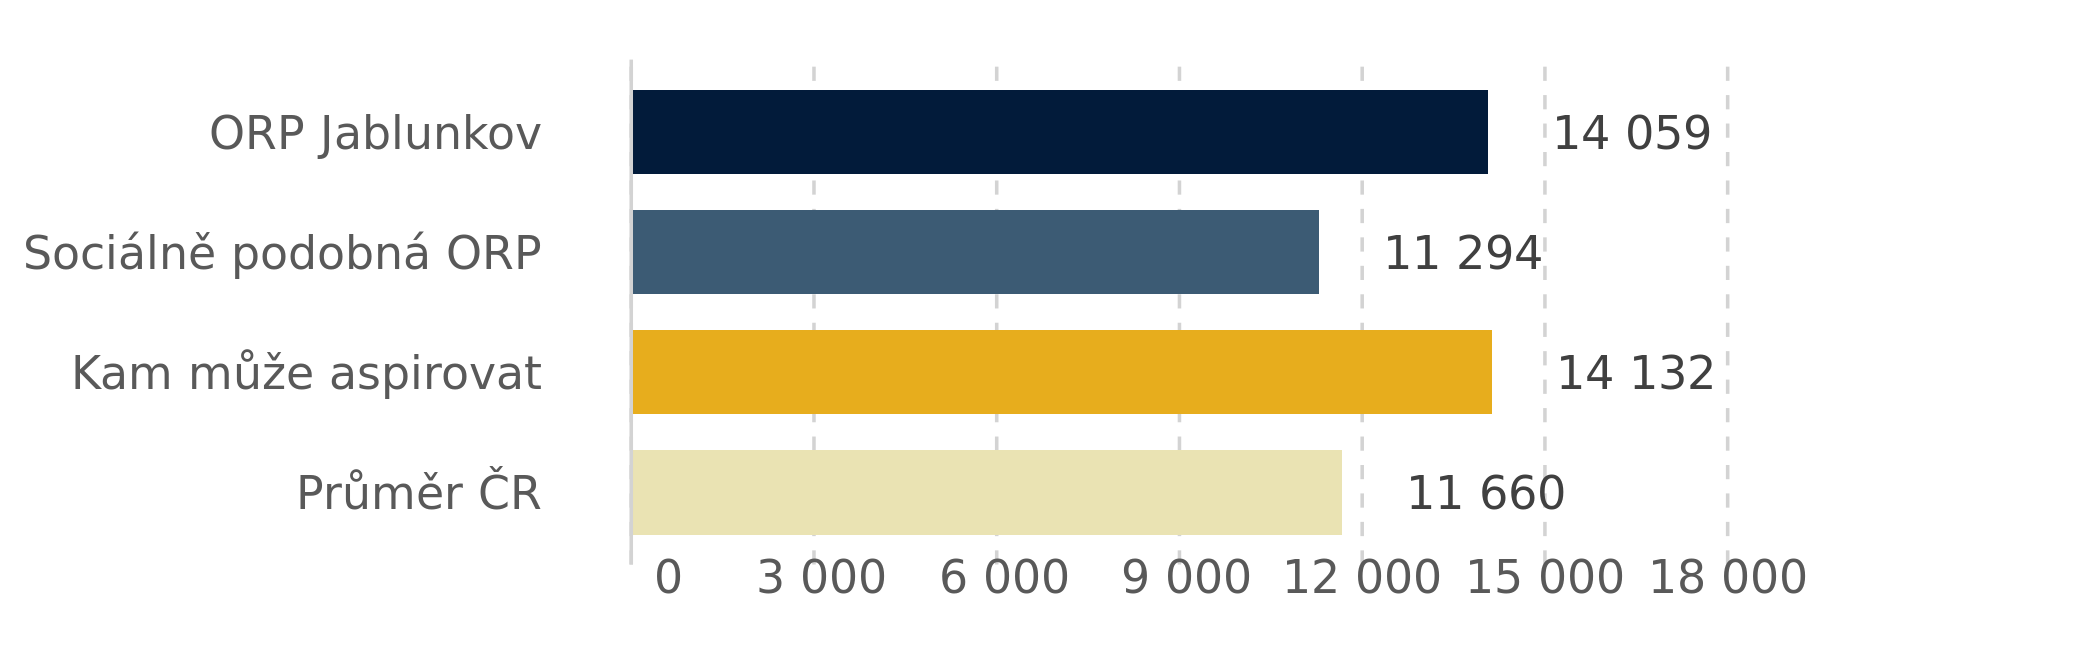 ORP Jablunkov 14 059
Sociálně podobná ORP 11 294
Kam může aspirovat 14 132
Průměr ČR 11 660
0 3 000 6 000 9 000 12 000 15 000 18 000